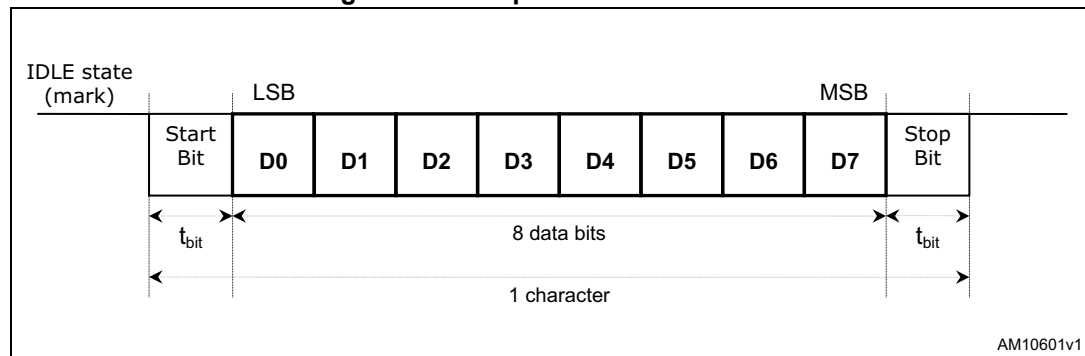 IDLE state
(mark)
LSB
MSB
Start
Bit
D0 D1 D2 D3 D4 D5 D6 D7
Stop
Bit
tbit
8 data bits
tbit
1 character
AM10601v1